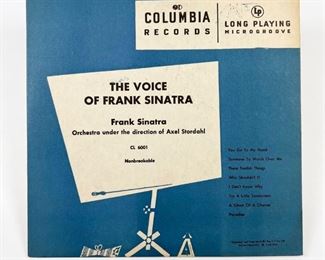 COLUMBIA
RECORDS
Lp
LONG PLAYING
MICROGROOVE
THE VOICE
OF FRANK SINATRA
Frank Sinatra
Orchestra under the direction of Axel Stordahl
CL 6001
Nonbreakable
You Go To My Head
Someone To Watch Over Me
These Foolish Things
Why Shouldn't I?
I Don't Know Why
Try A Little Tenderness
A Ghost Of A Chance
Paradise